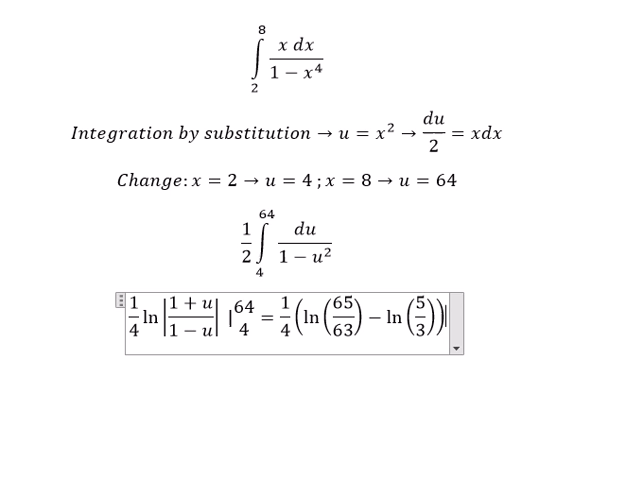 ∫₂⁸ x dx / (1 − x⁴)
Integration by substitution → u = x² → du/2 = xdx
Change: x = 2 → u = 4 ; x = 8 → u = 64
1/2 ∫₄⁶⁴ du / (1 − u²)
1/4 ln |(1 + u)/(1 − u)| |₄⁶⁴ = 1/4 (ln(65/63) − ln(5/3))